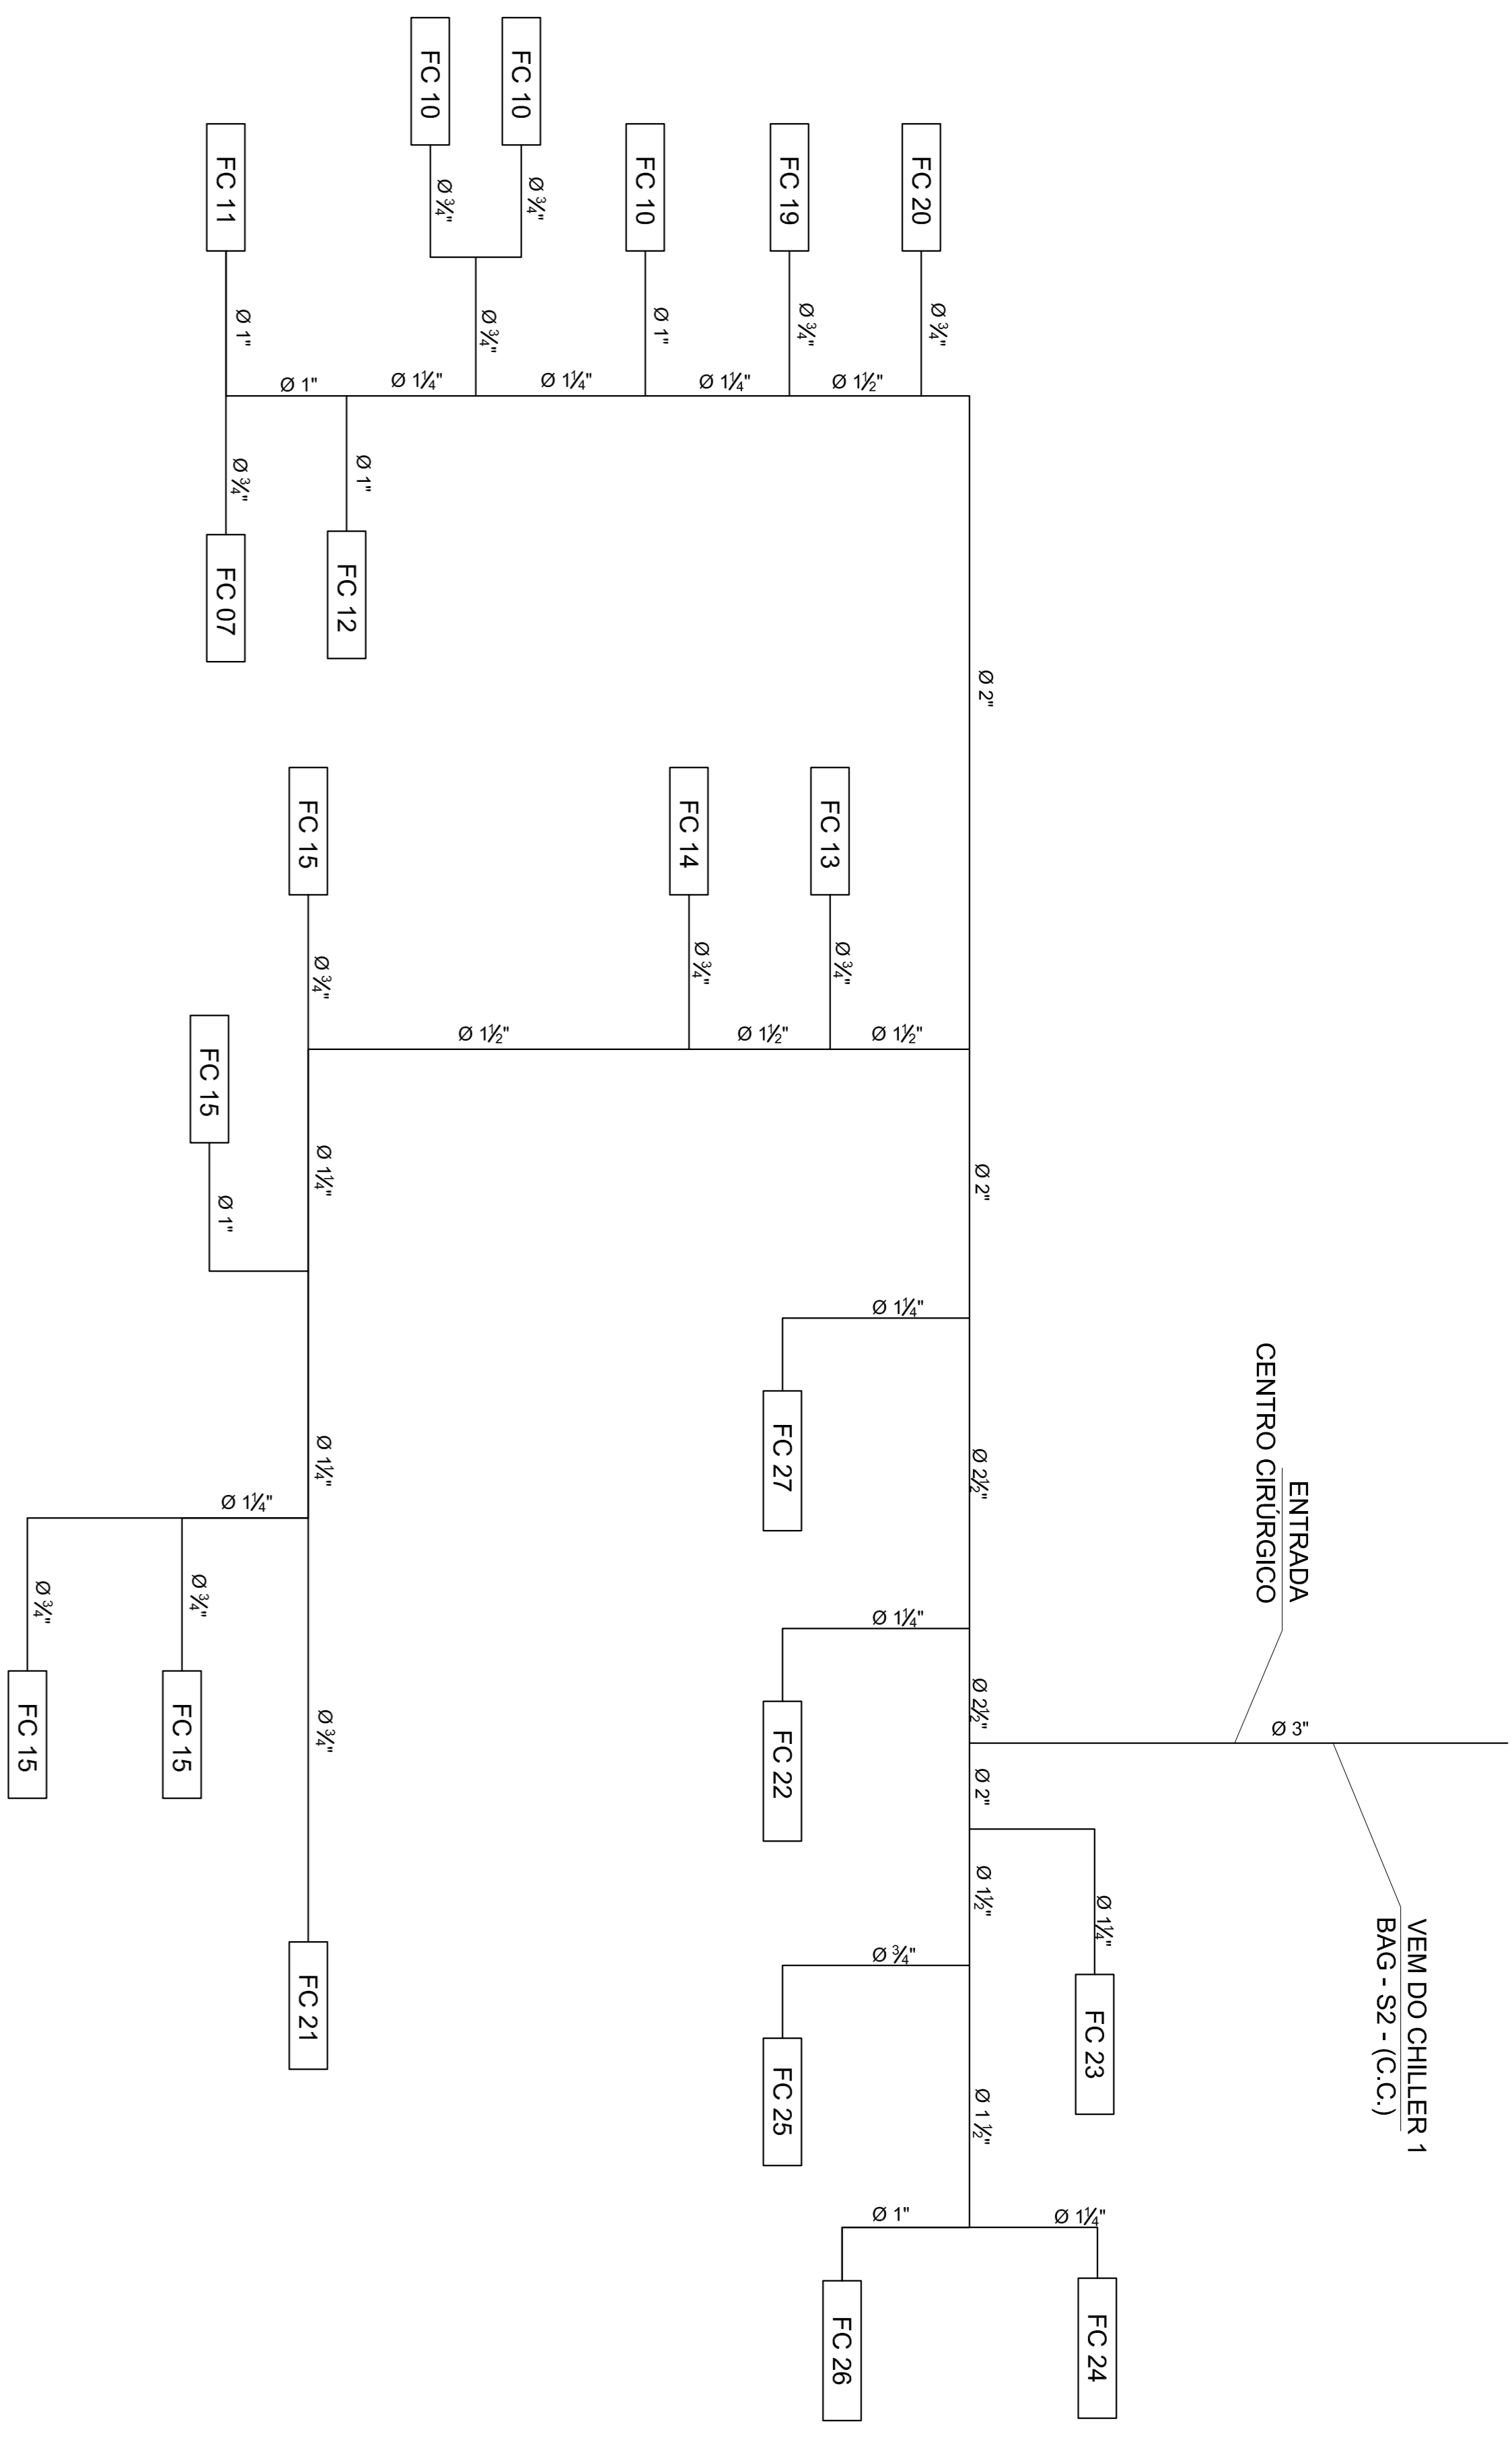 VEM DO CHILLER 1
BAG - S2 - (C.C.)
ENTRADA
CENTRO CIRÚRGICO
Ø 3"
Ø 1¼"
FC 23
Ø 1¼"
FC 24
Ø 2"
Ø 2"
Ø 2½"
Ø 2½"
Ø 2"
Ø 1½"
Ø 1 ½"
FC 20
Ø ¾"
Ø 1½"
Ø 1¼"
Ø 1¼"
Ø ¾"
Ø 1"
Ø 1½"
FC 13
Ø ¾"
FC 26
FC 19
Ø ¾"
FC 27
FC 22
FC 25
Ø 1½"
Ø 1¼"
FC 14
Ø ¾"
FC 10
Ø 1"
Ø 1¼"
FC 10
Ø ¾"
Ø ¾"
Ø 1½"
FC 10
Ø ¾"
Ø 1¼"
Ø 1"
FC 12
FC 15
Ø ¾"
Ø 1¼"
Ø 1¼"
Ø ¾"
FC 21
Ø 1"
Ø 1¼"
FC 11
Ø 1"
Ø ¾"
FC 07
FC 15
Ø 1"
Ø ¾"
FC 15
Ø ¾"
FC 15